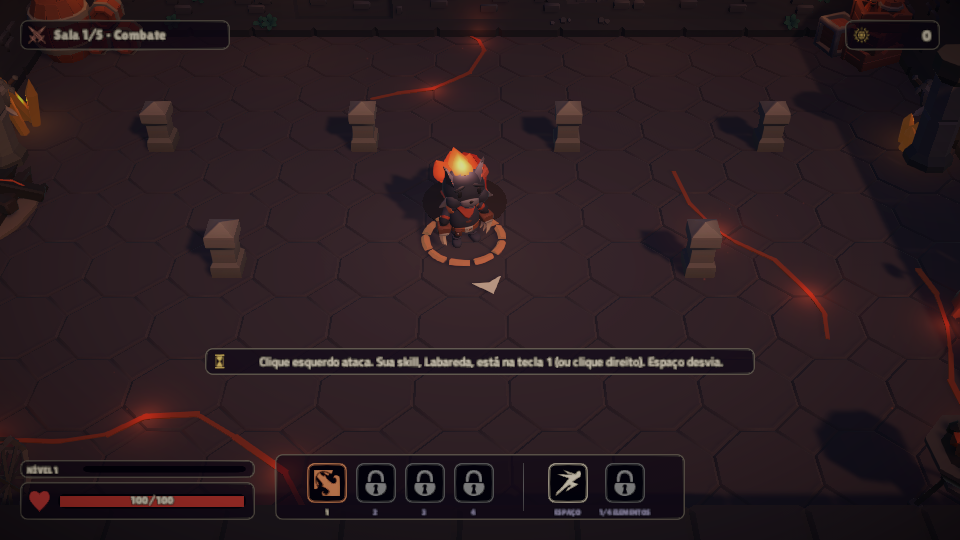 Sala 1/5 - Combate
0
Clique esquerdo ataca. Sua skill, Labareda, está na tecla 1 (ou clique direito). Espaço desvia.
NÍVEL 1
100/100
1
2
3
4
ESPAÇO
1/4 ELEMENTOS